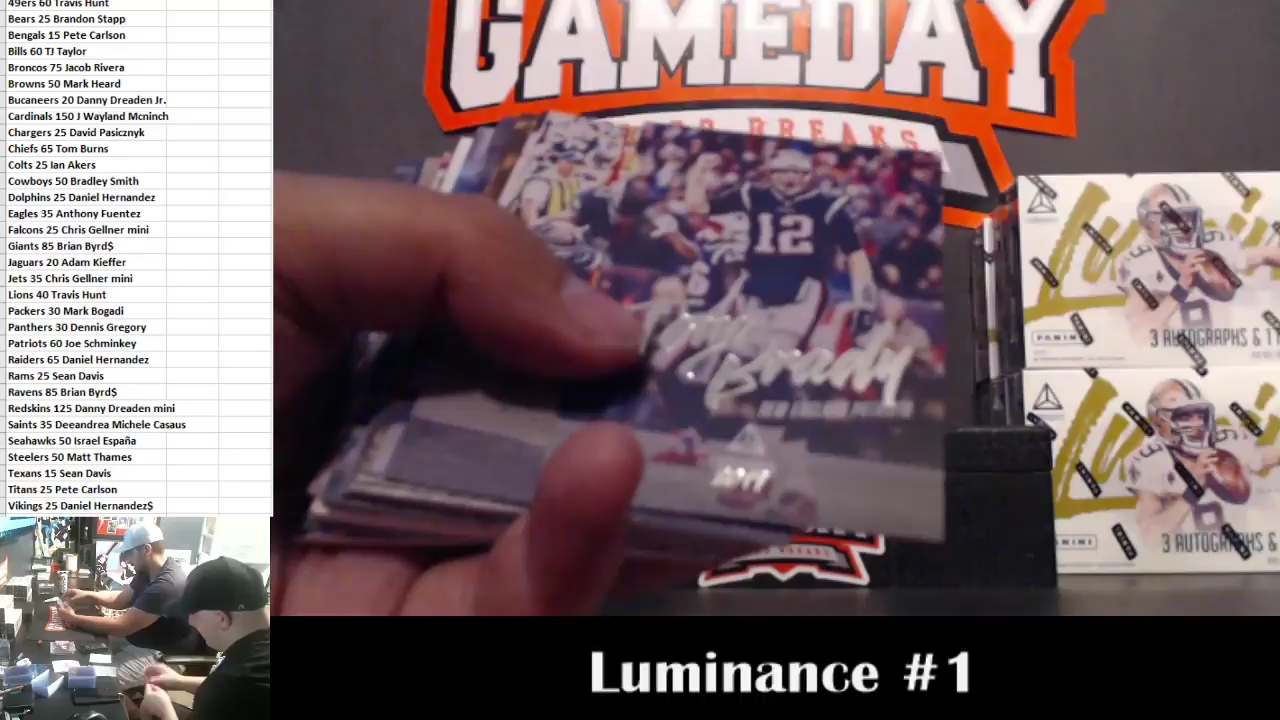 49ers 60 Travis Hunt
Bears 25 Brandon Stapp
Bengals 15 Pete Carlson
Bills 60 TJ Taylor
Broncos 75 Jacob Rivera
Browns 50 Mark Heard
Bucaneers 20 Danny Dreaden Jr.
Cardinals 150 J Wayland Mcninch
Chargers 25 David Pasicznyk
Chiefs 65 Tom Burns
Colts 25 Ian Akers
Cowboys 50 Bradley Smith
Dolphins 25 Daniel Hernandez
Eagles 35 Anthony Fuentez
Falcons 25 Chris Gellner mini
Giants 85 Brian Byrd$
Jaguars 20 Adam Kieffer
Jets 35 Chris Gellner mini
Lions 40 Travis Hunt
Packers 30 Mark Bogadi
Panthers 30 Dennis Gregory
Patriots 60 Joe Schminkey
Raiders 65 Daniel Hernandez
Rams 25 Sean Davis
Ravens 85 Brian Byrd$
Redskins 125 Danny Dreaden mini
Saints 35 Deeandrea Michele Casaus
Seahawks 50 Israel España
Steelers 50 Matt Thames
Texans 15 Sean Davis
Titans 25 Pete Carlson
Vikings 25 Daniel Hernandez$
GAMEDAY
BREAKS
12
Tom
Brady
NEW ENGLAND PATRIOTS
2019
PANINI
3 AUTOGRAPHS &
9
PANINI
3 AUTOGRAPHS &
9
Luminance #1